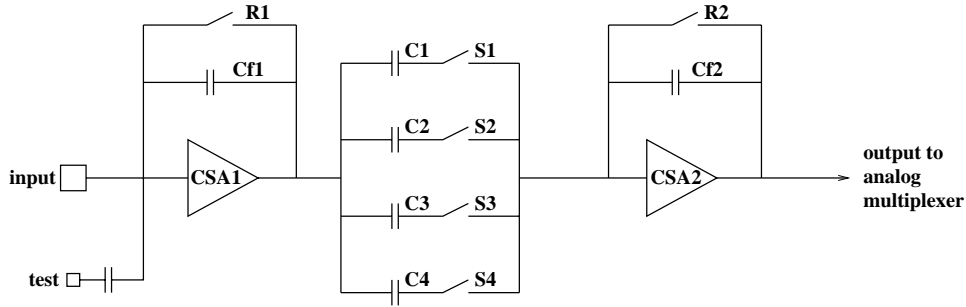 R1
Cf1
input
CSA1
test
C1
S1
C2
S2
C3
S3
C4
S4
R2
Cf2
CSA2
output to
analog
multiplexer